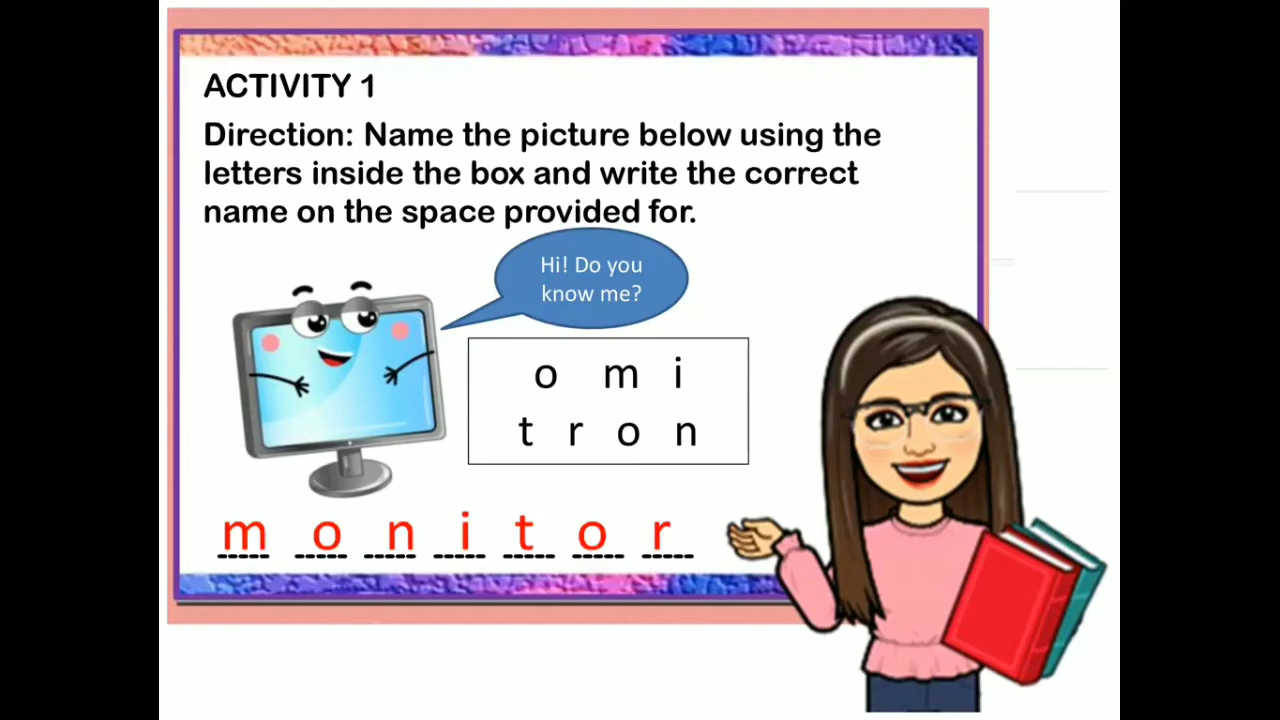 ACTIVITY 1
Direction: Name the picture below using the
letters inside the box and write the correct
name on the space provided for.
Hi! Do you
know me?
o m i
t r o n
m o n i t o r